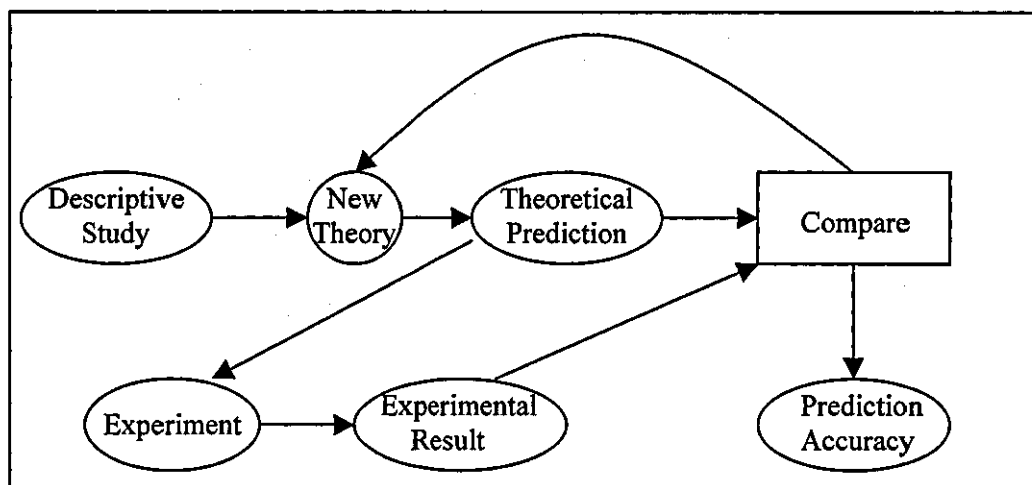 Descriptive
Study
New
Theory
Theoretical
Prediction
Compare
Experiment
Experimental
Result
Prediction
Accuracy